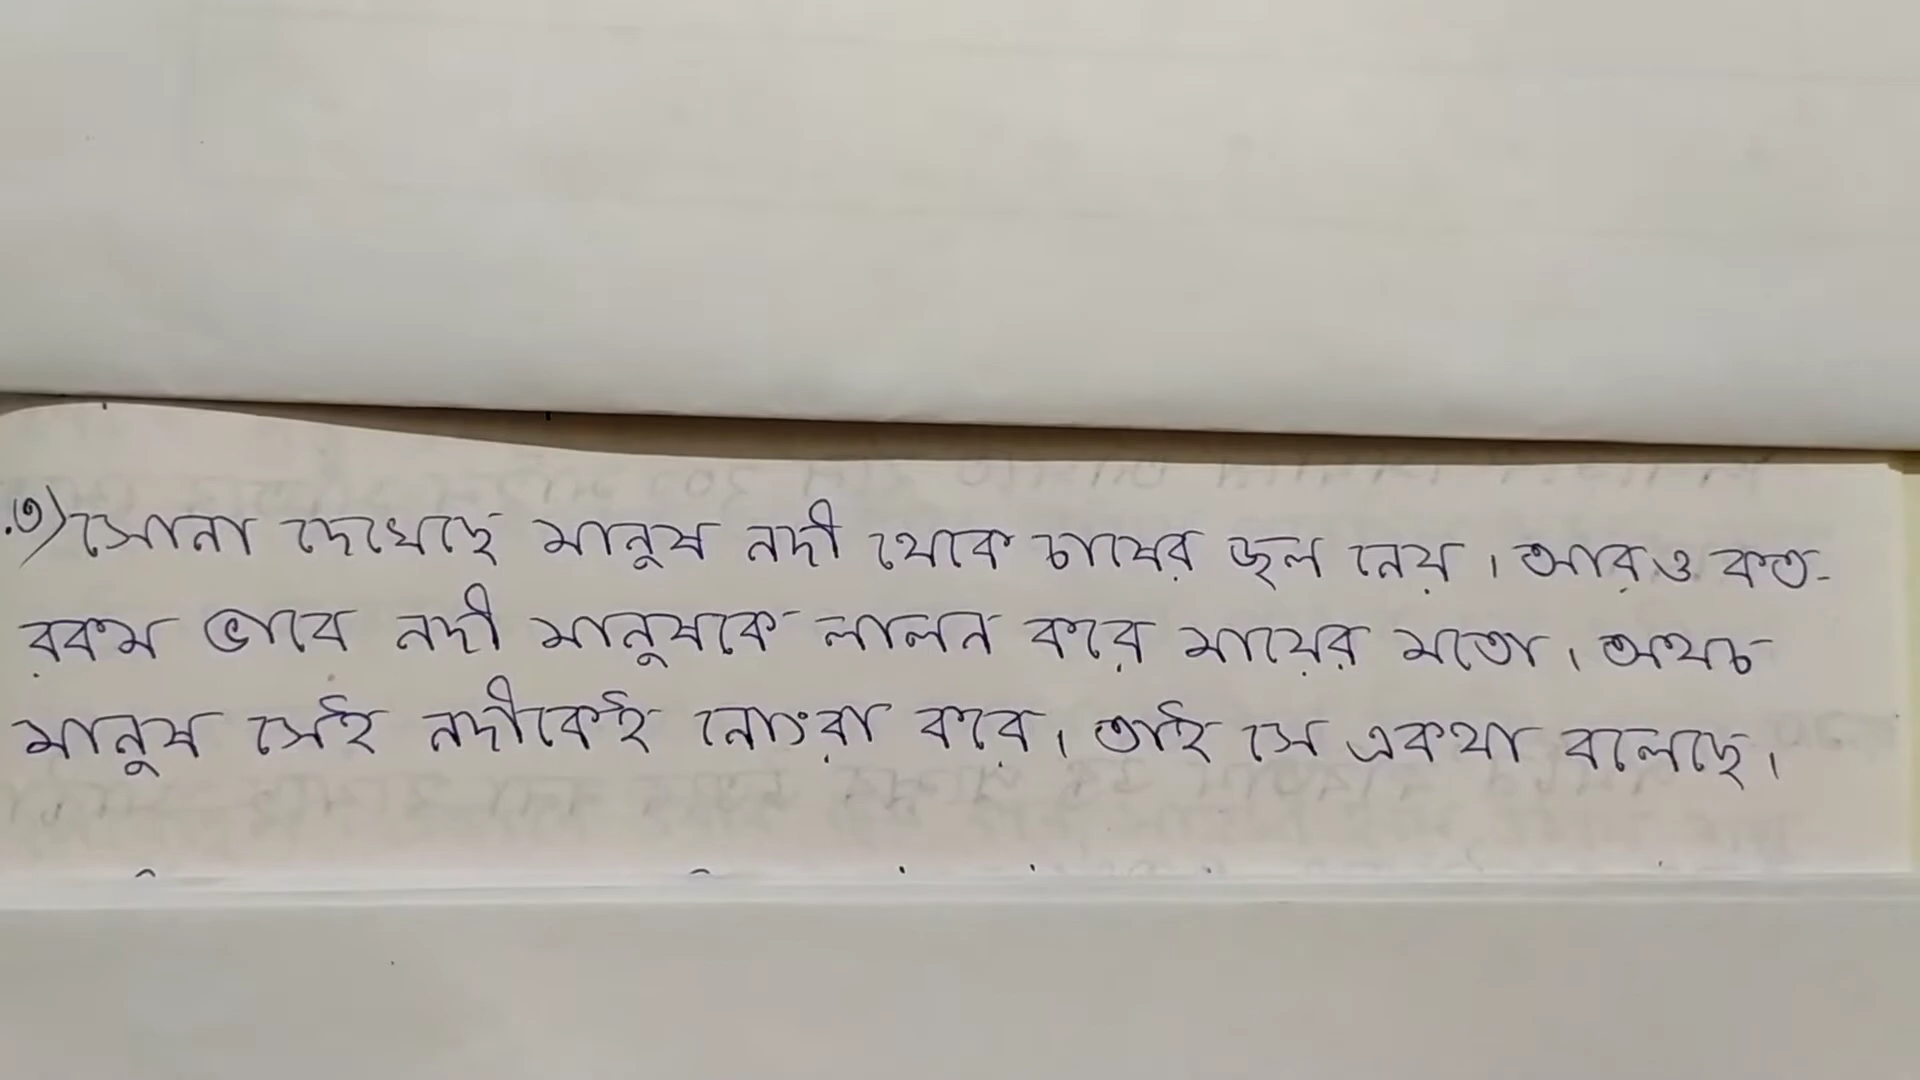 .৩) সোনা দেখেছে মানুষ নদী থেকে চাষের জল নেয়। আরও কত-
রকম ভাবে নদী মানুষকে লালন করে মায়ের মতো। অথচ
মানুষ সেই নদীকেই নোংরা করে। তাই সে একথা বলেছে।